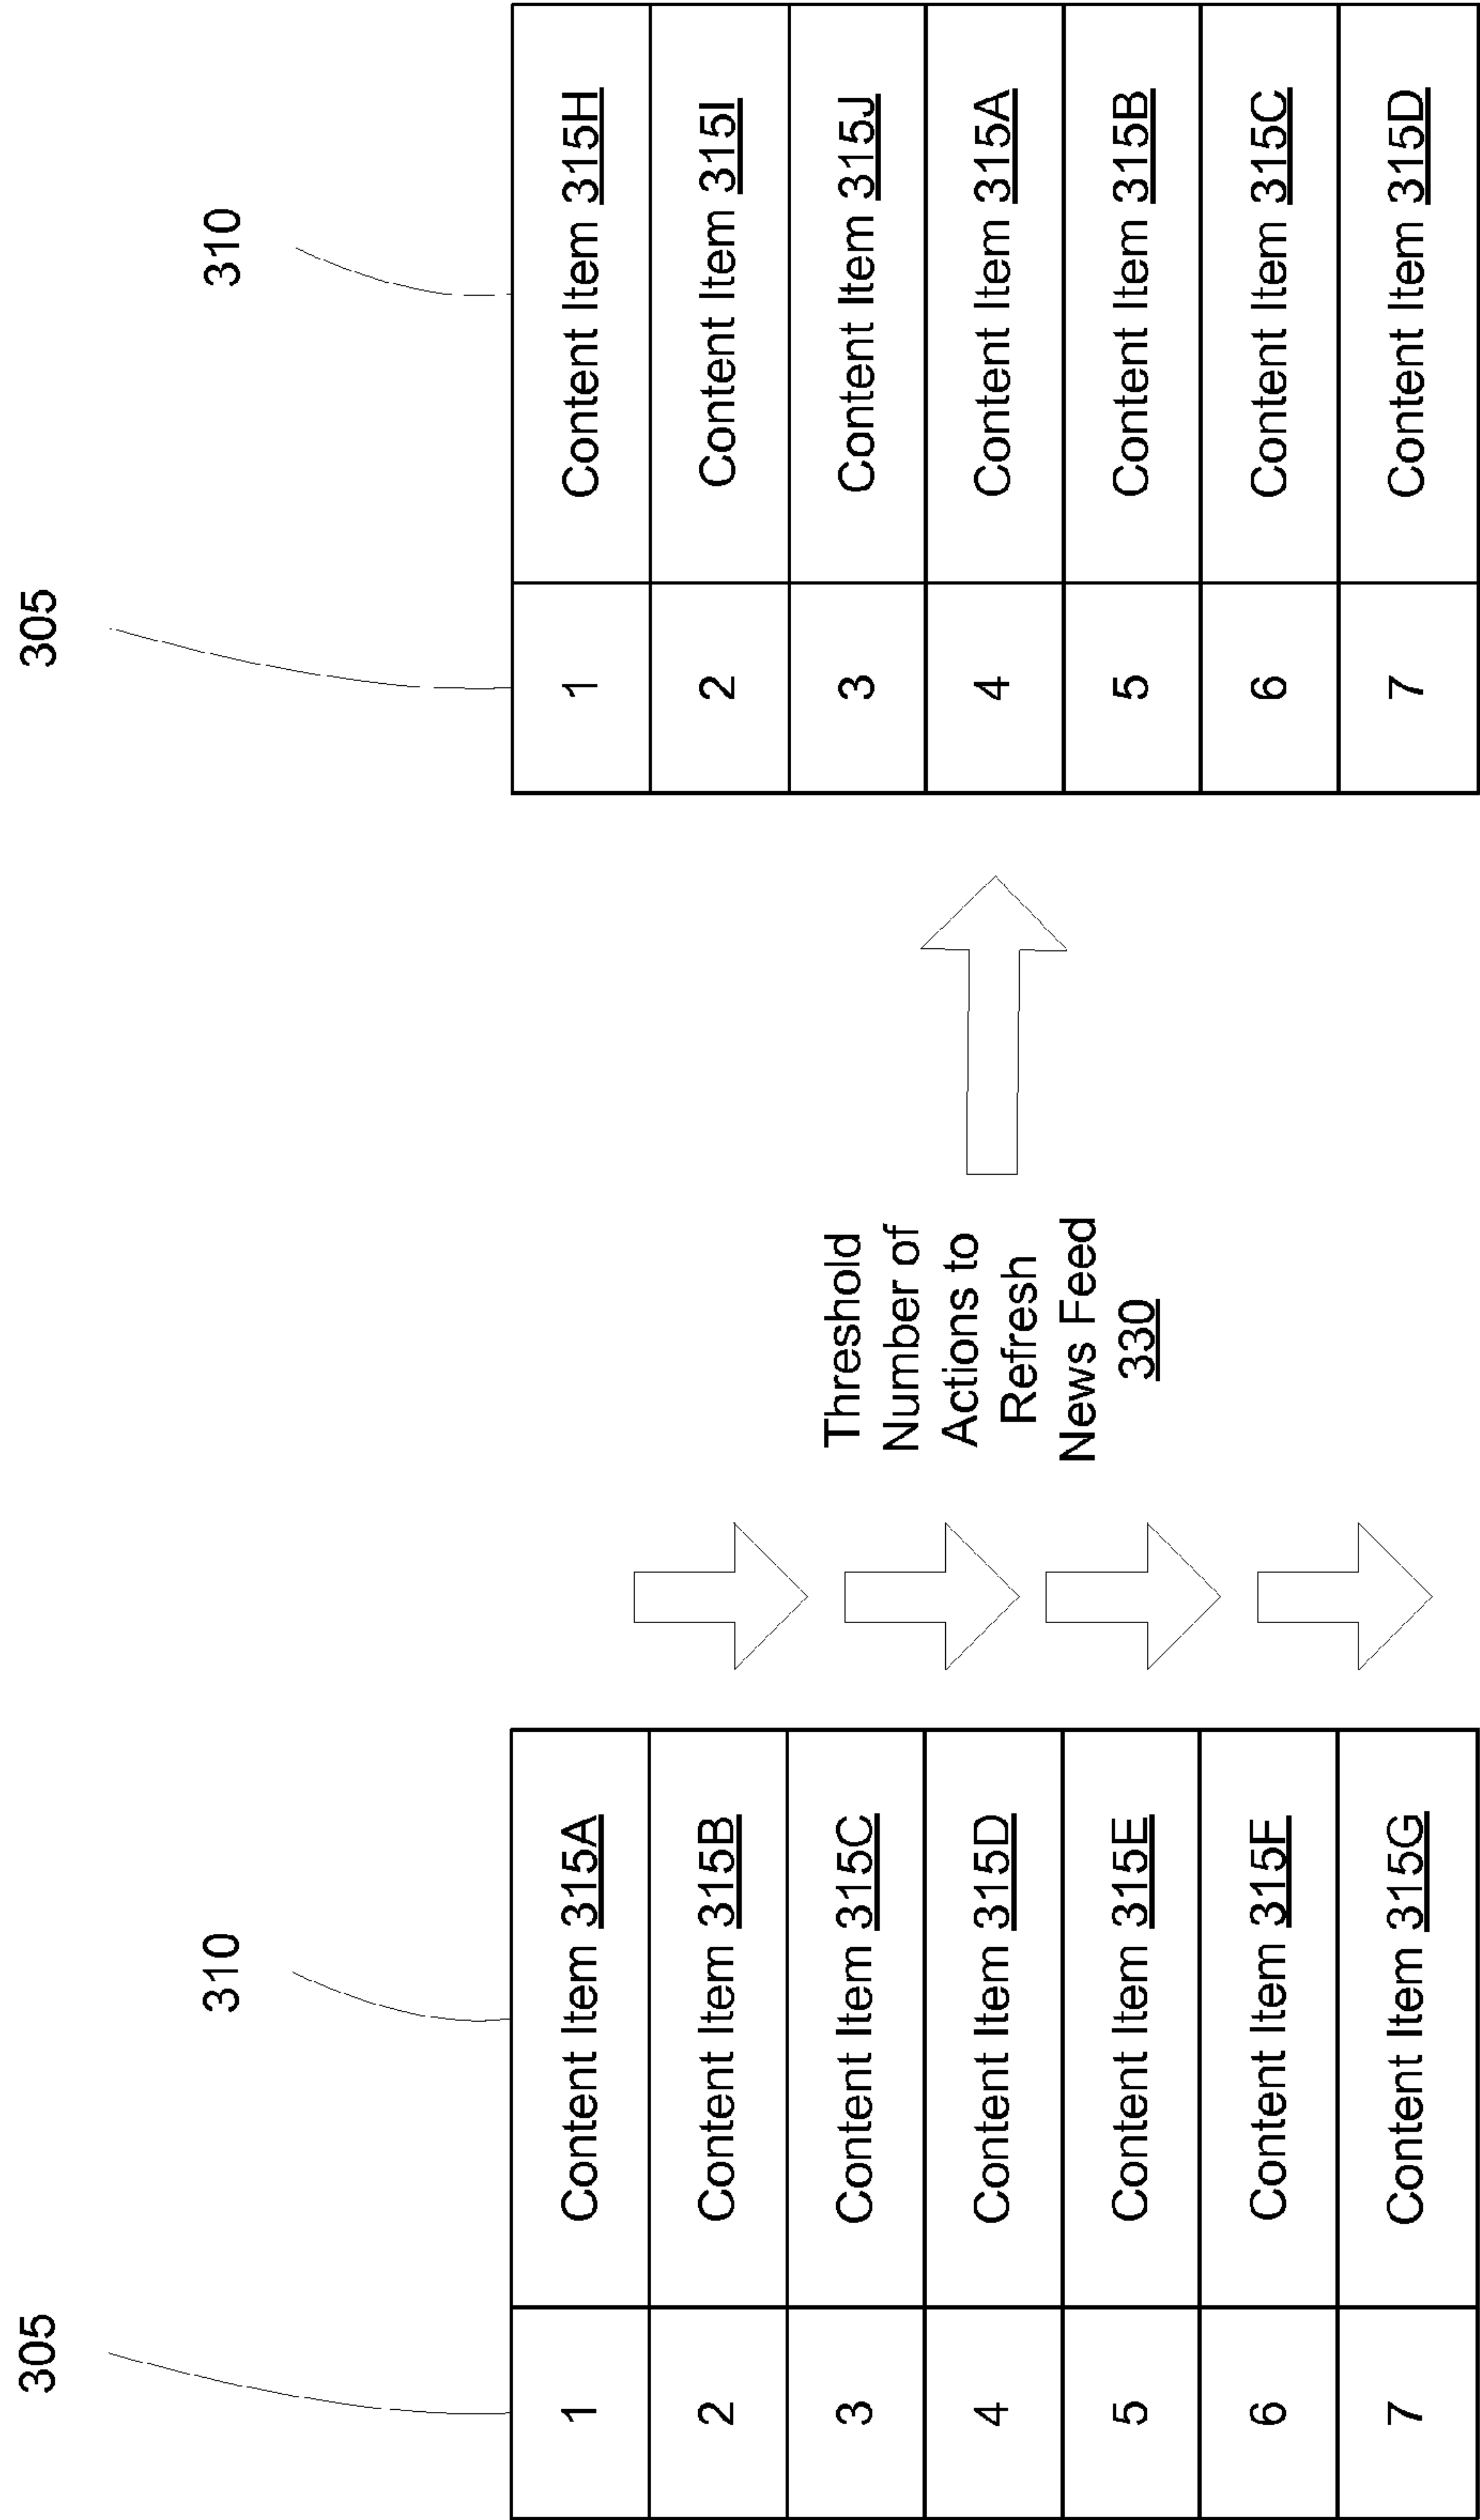 305
310
1 Content Item 315A
2 Content Item 315B
3 Content Item 315C
4 Content Item 315D
5 Content Item 315E
6 Content Item 315F
7 Content Item 315G
Threshold
Number of
Actions to
Refresh
News Feed
330
305
310
1 Content Item 315H
2 Content Item 315I
3 Content Item 315J
4 Content Item 315A
5 Content Item 315B
6 Content Item 315C
7 Content Item 315D